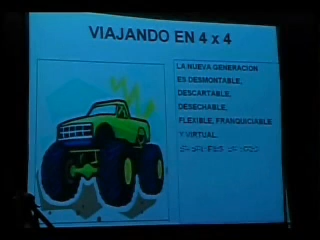 VIAJANDO EN 4 x 4
LA NUEVA GENERACION
ES DESMONTABLE,
DESCARTABLE,
DESECHABLE,
FLEXIBLE, FRANQUICIABLE
Y VIRTUAL.